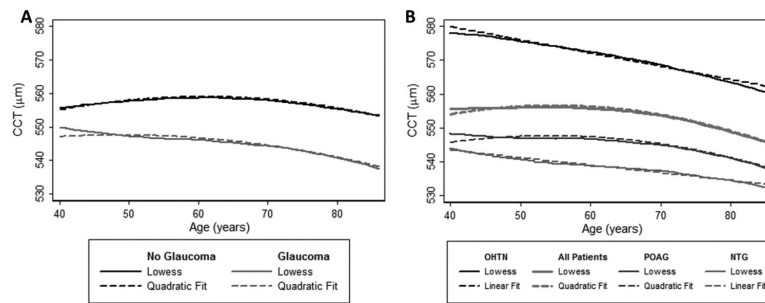 A
CCT (µm)
580
570
560
550
540
530
40 50 60 70 80
Age (years)
No Glaucoma Glaucoma
Lowess Lowess
Quadratic Fit Quadratic Fit
B
CCT (µm)
580
570
560
550
540
530
40 50 60 70 80
Age (years)
OHTN All Patients POAG NTG
Lowess Lowess Lowess Lowess
Linear Fit Quadratic Fit Quadratic Fit Linear Fit